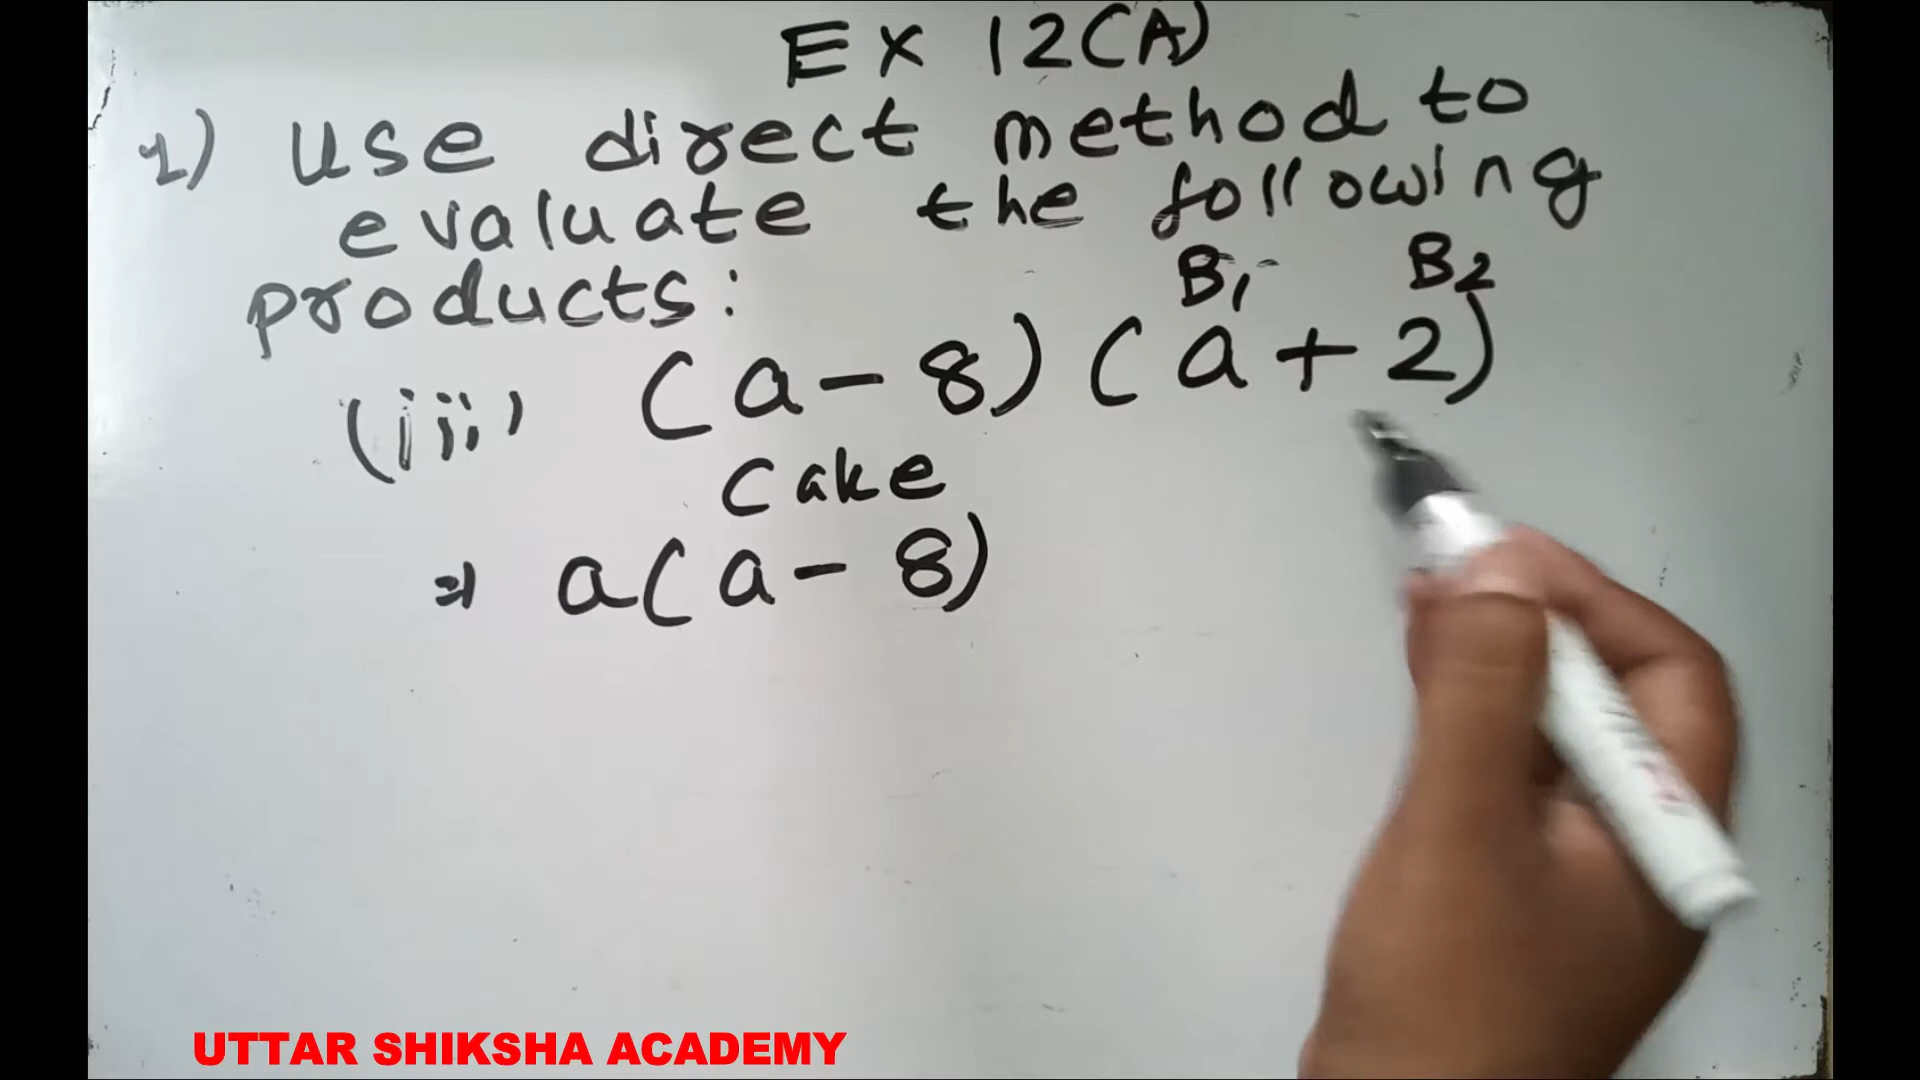 EX 12(A)
1) use direct method to
evaluate the following
products:
B1 B2
(iii) (a-8) (a+2)
Cake
⇒ a(a-8)
UTTAR SHIKSHA ACADEMY